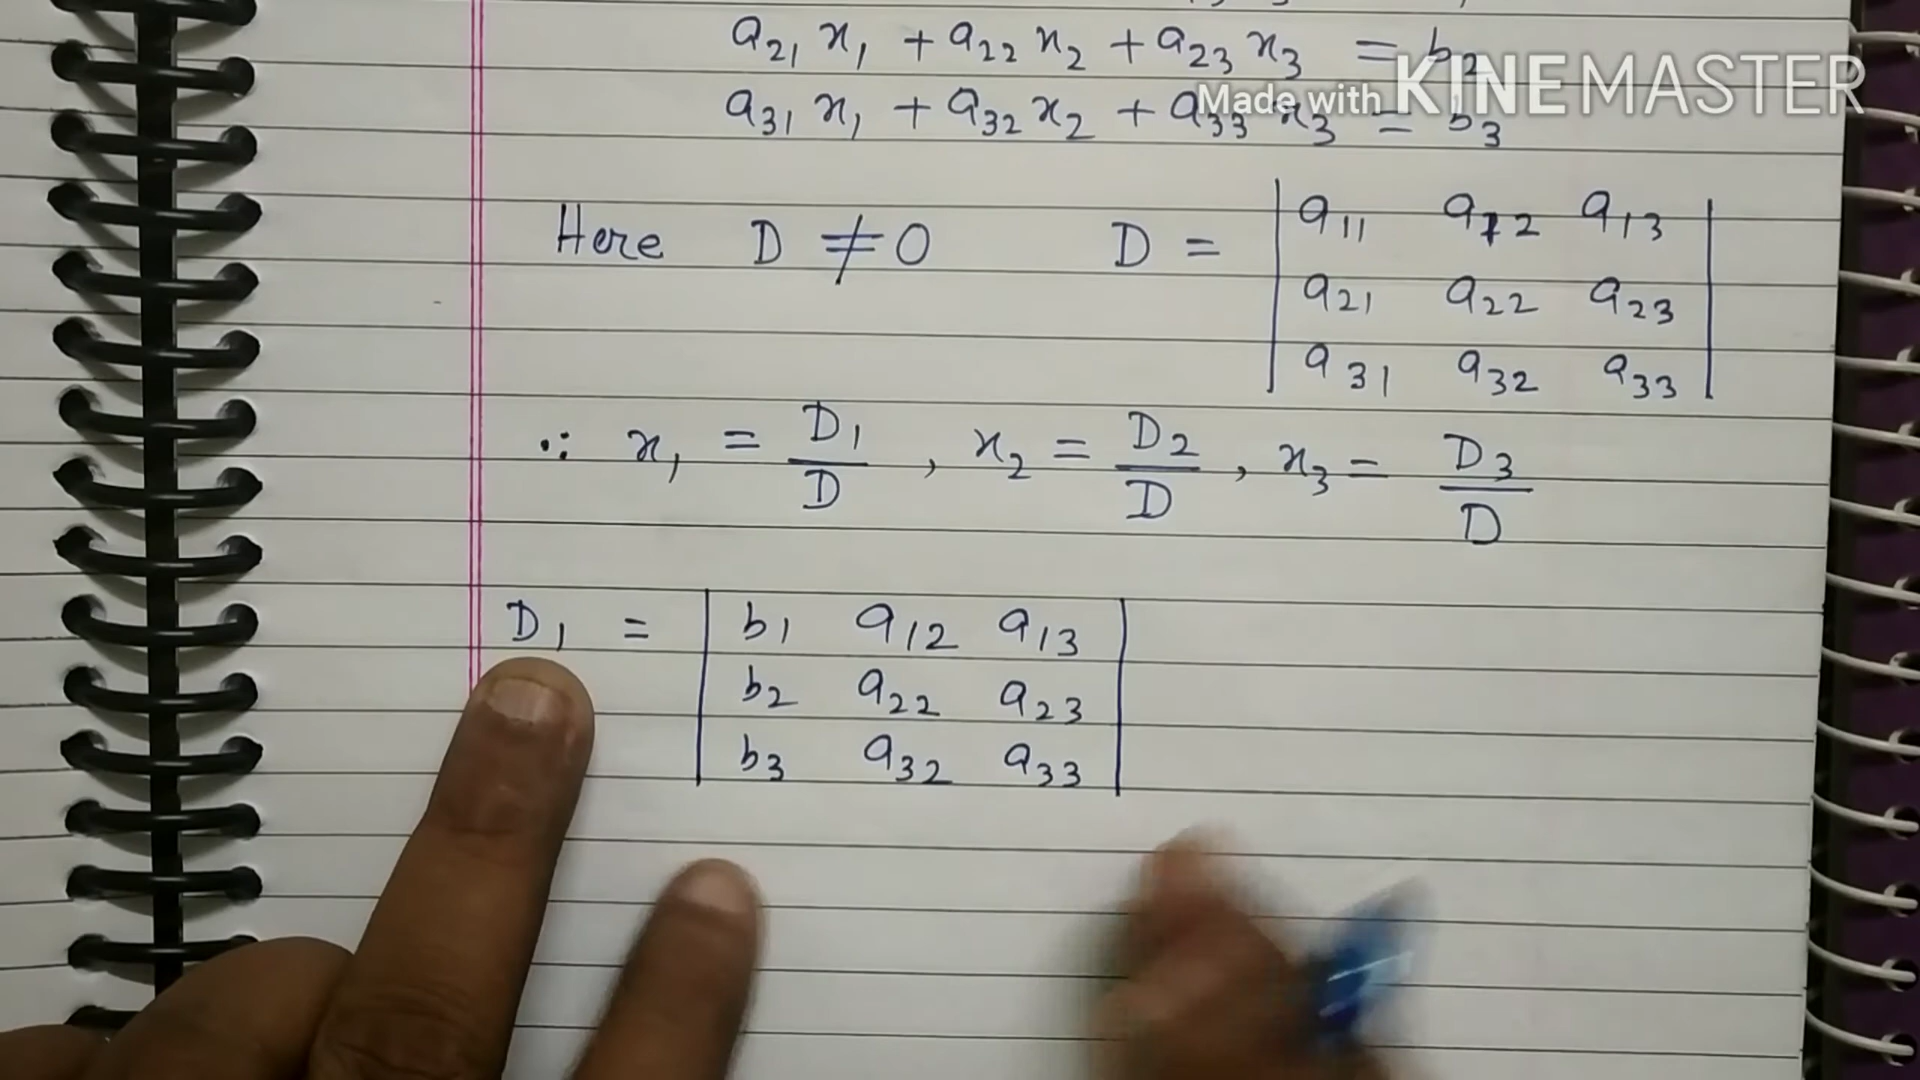 a21 x1 + a22 x2 + a23 x3 = b2
Made with KINEMASTER
a31 x1 + a32 x2 + a33 x3 = b3
Here D ≠ 0 D = | a11 a12 a13 |
| a21 a22 a23 |
| a31 a32 a33 |
∴ x1 = D1/D , x2 = D2/D , x3 = D3/D
D1 = | b1 a12 a13 |
| b2 a22 a23 |
| b3 a32 a33 |